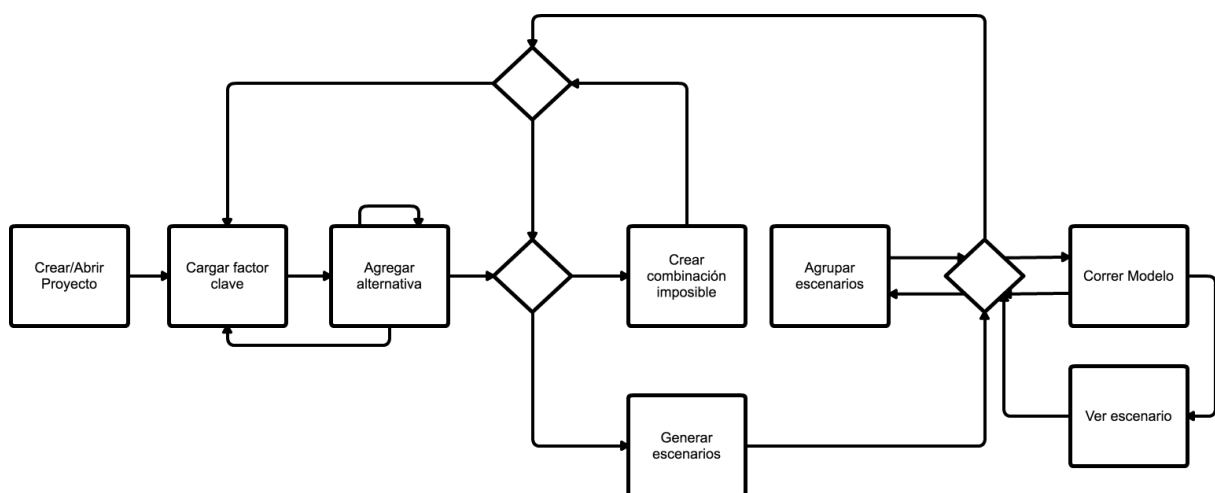 Crear/Abrir
Proyecto
Cargar factor
clave
Agregar
alternativa
Crear
combinación
imposible
Agrupar
escenarios
Correr Modelo
Ver escenario
Generar
escenarios